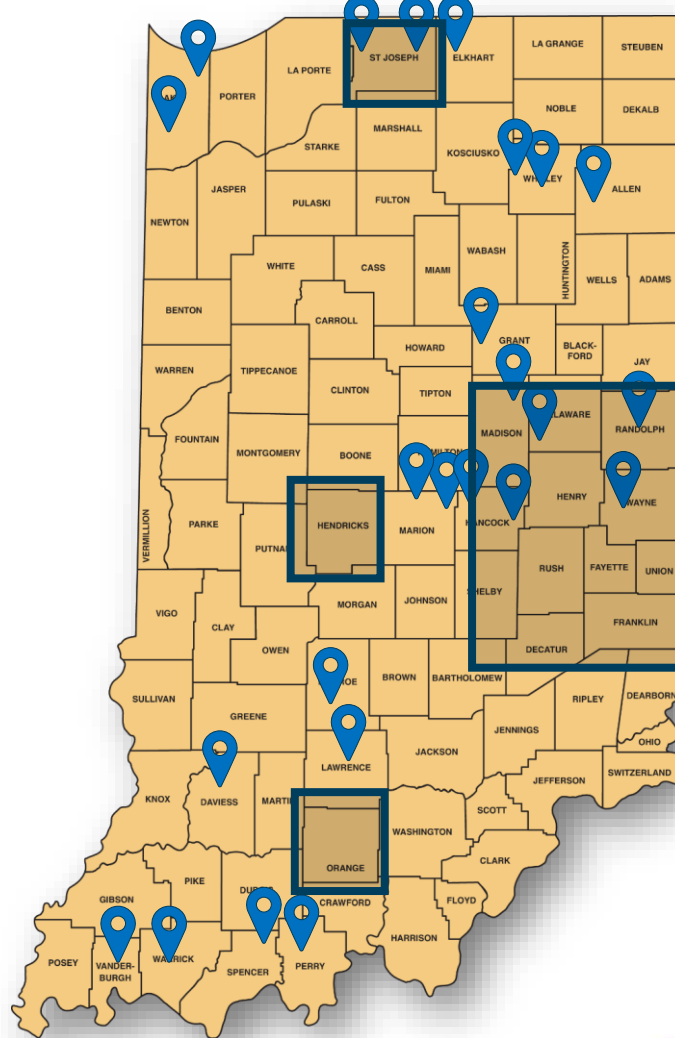 LA GRANGE
STEUBEN
ST JOSEPH
ELKHART
LA PORTE
PORTER
NOBLE
DEKALB
MARSHALL
STARKE
KOSCIUSKO
ALLEN
JASPER
PULASKI
FULTON
NEWTON
WABASH
HUNTINGTON
WHITE
CASS
MIAMI
WELLS
ADAMS
BENTON
CARROLL
GRANT
HOWARD
BLACK-
FORD
JAY
WARREN
TIPPECANOE
CLINTON
TIPTON
RANDOLPH
MADISON
FOUNTAIN
MONTGOMERY
BOONE
HENRY
VERMILLION
PARKE
HENDRICKS
MARION
RUSH
FAYETTE
UNION
MORGAN
JOHNSON
VIGO
CLAY
FRANKLIN
OWEN
DECATUR
BROWN
BARTHOLOMEW
SULLIVAN
RIPLEY
DEARBORN
GREENE
JENNINGS
OHIO
JACKSON
LAWRENCE
SWITZERLAND
JEFFERSON
KNOX
DAVIESS
SCOTT
WASHINGTON
CLARK
ORANGE
PIKE
GIBSON
CRAWFORD
FLOYD
HARRISON
POSEY
VANDER-
BURGH
SPENCER
PERRY